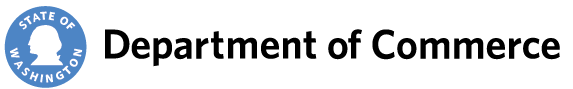 STATE OF
WASHINGTON
Department of Commerce